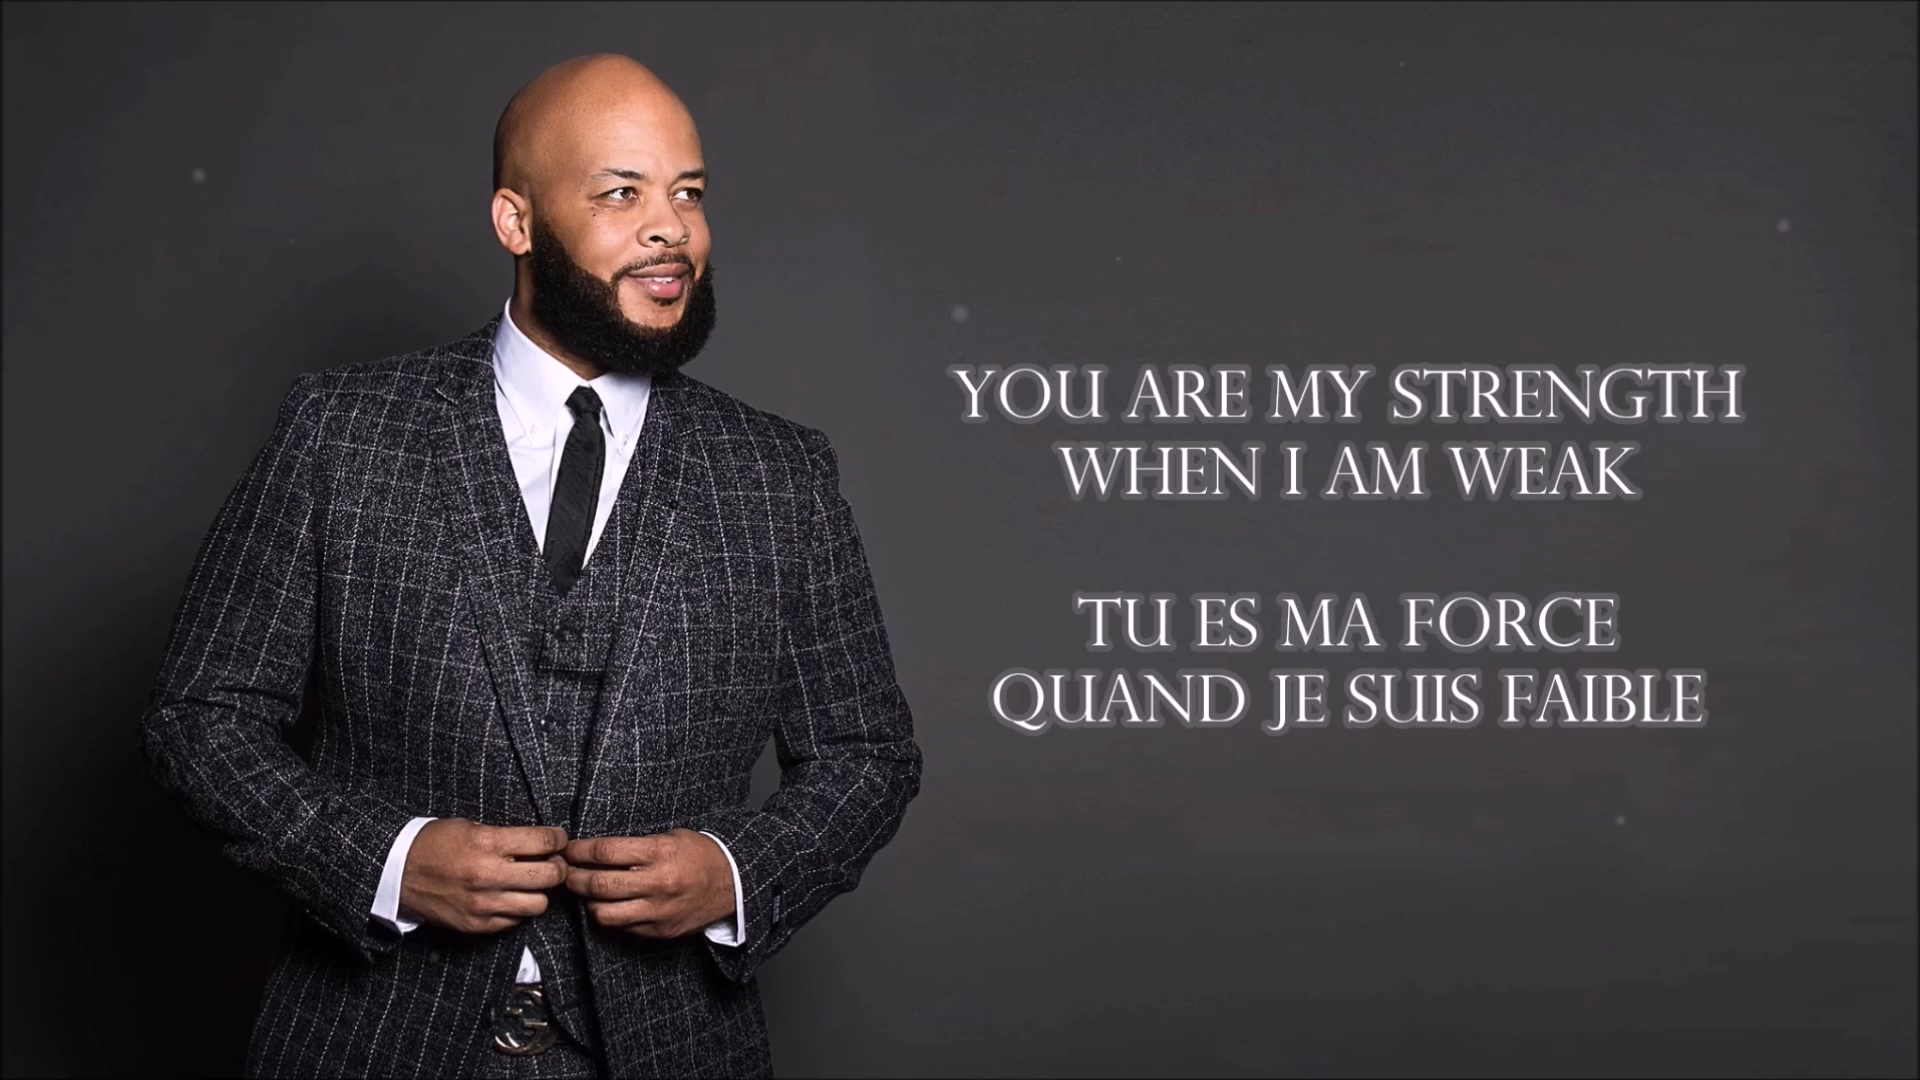 YOU ARE MY STRENGTH
WHEN I AM WEAK
TU ES MA FORCE
QUAND JE SUIS FAIBLE